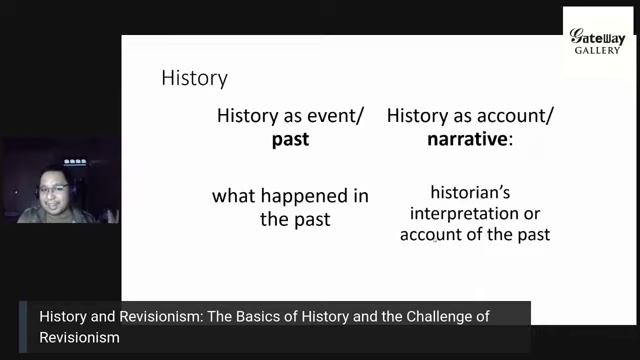 Gateway
GALLERY
History
History as event/
past
History as account/
narrative:
what happened in
the past
historian's
interpretation or
account of the past
History and Revisionism: The Basics of History and the Challenge of
Revisionism